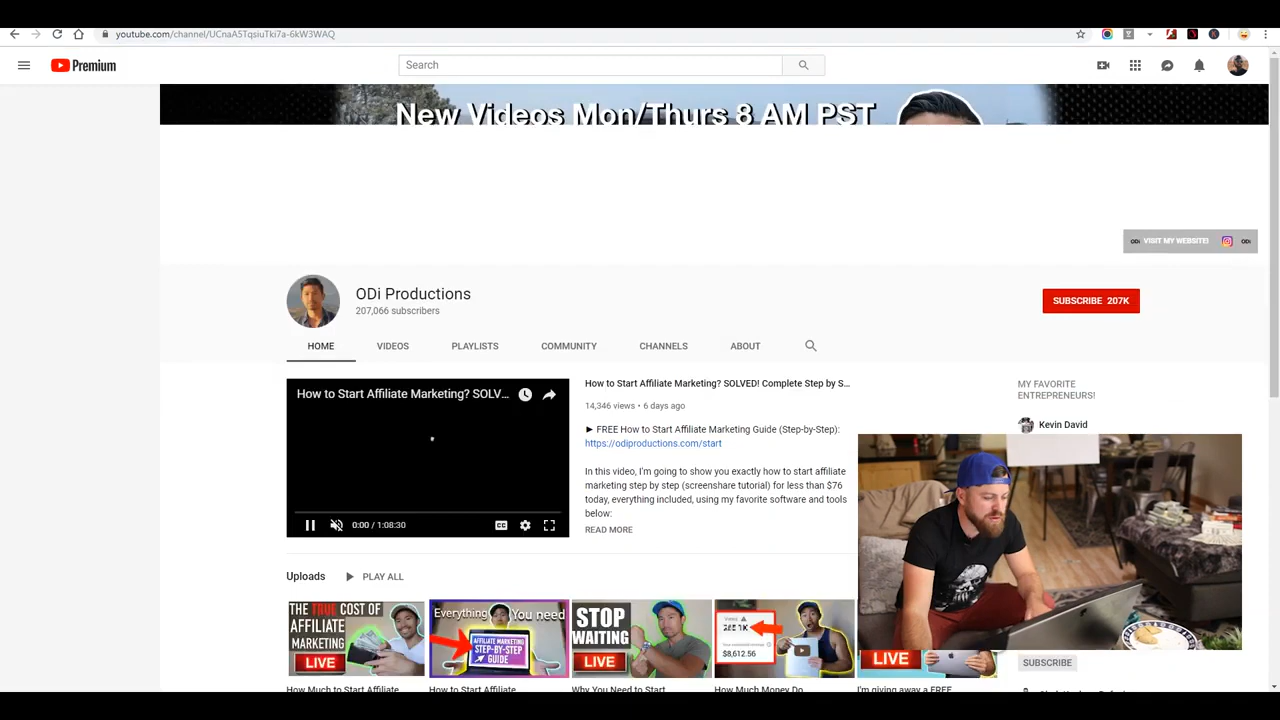 youtube.com/channel/UCnaA5TqsiuTki7a-6kW3WAQ
Premium
Search
New Videos Mon/Thurs 8 AM PST
VISIT MY WEBSITE!
ODi Productions
207,066 subscribers
SUBSCRIBE 207K
HOME
VIDEOS
PLAYLISTS
COMMUNITY
CHANNELS
ABOUT
How to Start Affiliate Marketing? SOLV...
0:00 / 1:08:30
CC
How to Start Affiliate Marketing? SOLVED! Complete Step by S...
14,346 views • 6 days ago
► FREE How to Start Affiliate Marketing Guide (Step-by-Step):
https://odiproductions.com/start
In this video, I'm going to show you exactly how to start affiliate
marketing step by step (screenshare tutorial) for less than $76
today, everything included, using my favorite software and tools
below:
READ MORE
MY FAVORITE
ENTREPRENEURS!
Kevin David
Uploads
PLAY ALL
THE TRUE COST OF
AFFILIATE
MARKETING
LIVE
Everything You need
AFFILIATE MARKETING
STEP-BY-STEP
GUIDE
STOP
WAITING
LIVE
$8,612.56
LIVE
SUBSCRIBE
How Much to Start Affiliate
How to Start Affiliate
Why You Need to Start
How Much Money Do
I'm giving away a FREE